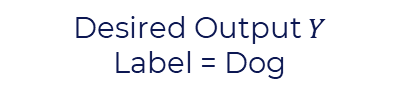 Desired Output Y
Label = Dog